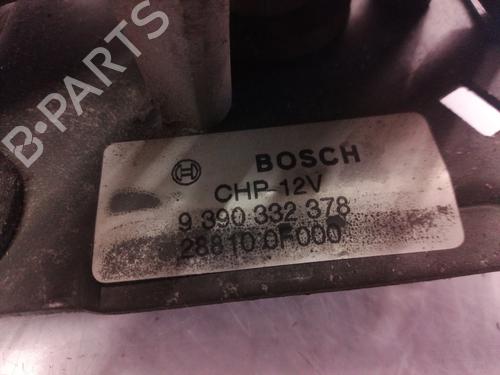 B-PARTS
BOSCH
CHP 12V
9 390 332 378
28810 0F000